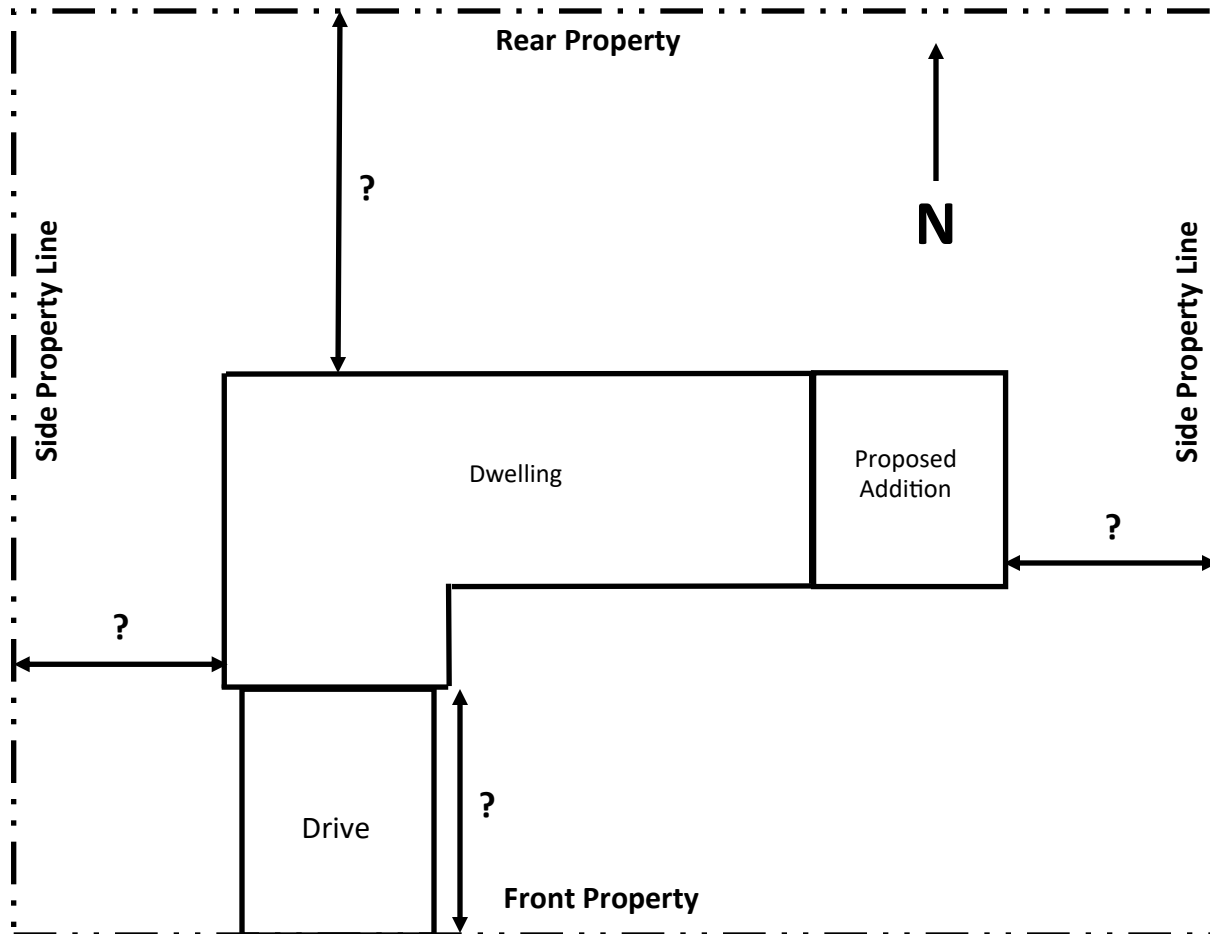 Rear Property
?
N
Side Property Line
Side Property Line
Dwelling
Proposed
Addition
?
?
?
Drive
Front Property